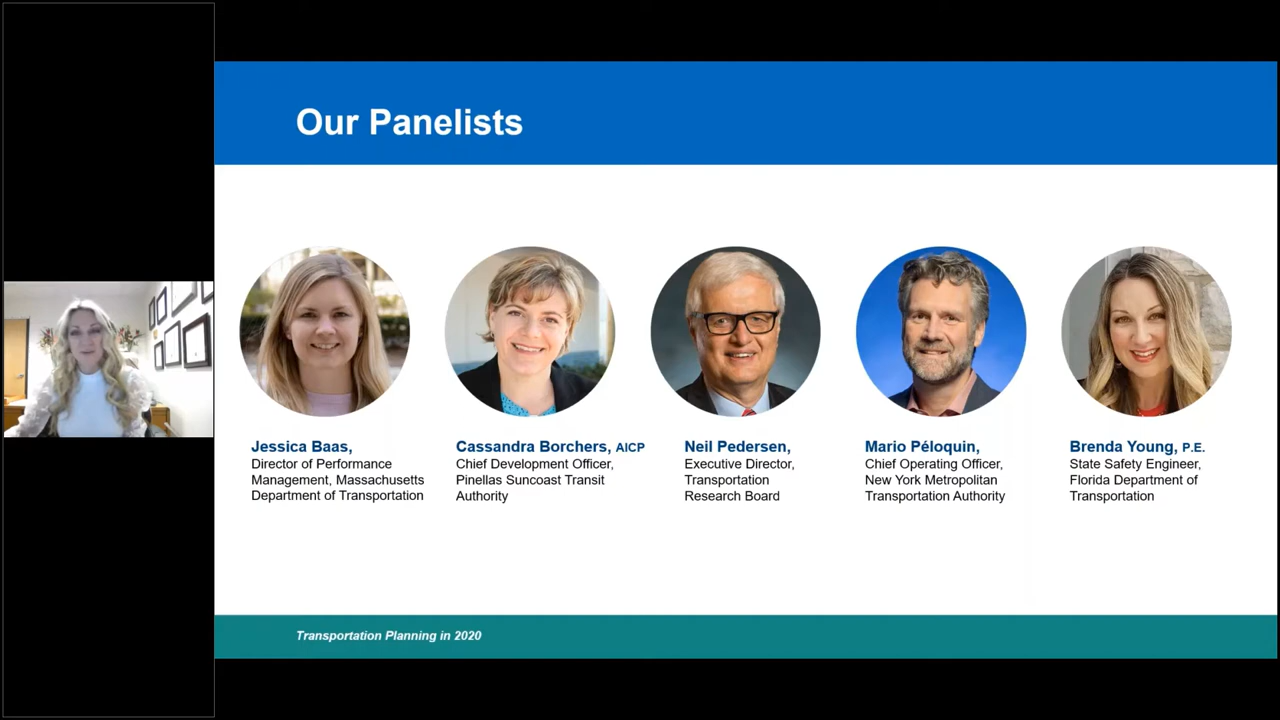 Our Panelists
Jessica Baas,
Director of Performance
Management, Massachusetts
Department of Transportation
Cassandra Borchers, AICP
Chief Development Officer,
Pinellas Suncoast Transit
Authority
Neil Pedersen,
Executive Director,
Transportation
Research Board
Mario Péloquin,
Chief Operating Officer,
New York Metropolitan
Transportation Authority
Brenda Young, P.E.
State Safety Engineer,
Florida Department of
Transportation
Transportation Planning in 2020